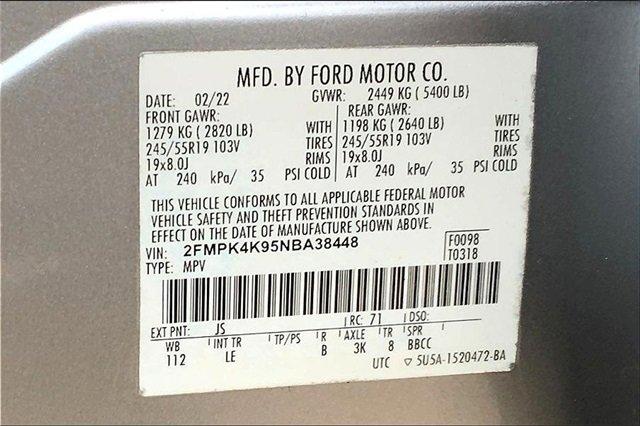 MFD. BY FORD MOTOR CO.
DATE: 02/22 GVWR: 2449 KG ( 5400 LB)
FRONT GAWR: REAR GAWR:
1279 KG ( 2820 LB) WITH 1198 KG ( 2640 LB) WITH
245/55R19 103V TIRES 245/55R19 103V TIRES
19x8.0J RIMS 19x8.0J RIMS
AT 240 kPa/ 35 PSI COLD AT 240 kPa/ 35 PSI COLD
THIS VEHICLE CONFORMS TO ALL APPLICABLE FEDERAL MOTOR
VEHICLE SAFETY AND THEFT PREVENTION STANDARDS IN
EFFECT ON THE DATE OF MANUFACTURE SHOWN ABOVE.
VIN: 2FMPK4K95NBA38448 F0098
TYPE: MPV T0318
EXT PNT: JS RC: 71 DSO:
WB INT TR TP/PS R AXLE TR SPR
112 LE B 3K 8 BBCC
UTC ▽ 5U5A-1520472-BA